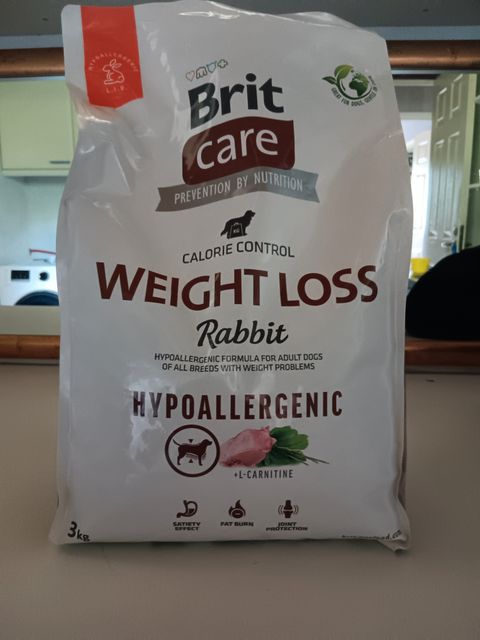 HYPOALLERGENIC
L.I.D.
Brit
care
PREVENTION BY NUTRITION
CALORIE CONTROL
WEIGHT LOSS
Rabbit
HYPOALLERGENIC FORMULA FOR ADULT DOGS
OF ALL BREEDS WITH WEIGHT PROBLEMS
HYPOALLERGENIC
+L-CARNITINE
SATIETY
EFFECT
FAT BURN
JOINT
PROTECTION
3kg